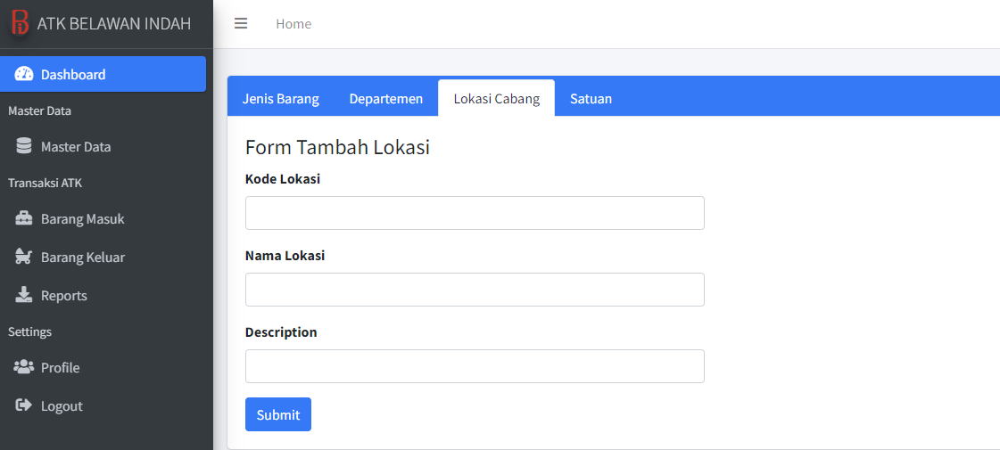 ATK BELAWAN INDAH
Home
Dashboard
Master Data
Master Data
Transaksi ATK
Barang Masuk
Barang Keluar
Reports
Settings
Profile
Logout
Jenis Barang Departemen Lokasi Cabang Satuan
Form Tambah Lokasi
Kode Lokasi
Nama Lokasi
Description
Submit